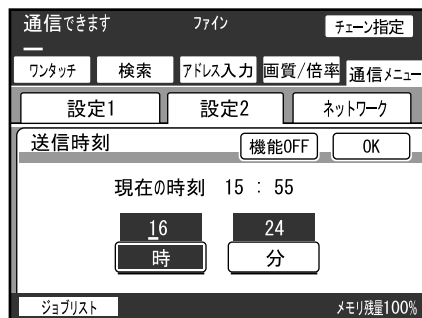 通信できます ファイン チェーン指定
ワンタッチ 検索 アドレス入力 画質/倍率 通信メニュー
設定1 設定2 ネットワーク
送信時刻 機能OFF OK
現在の時刻 15 : 55
16 24
時 分
ジョブリスト メモリ残量100%